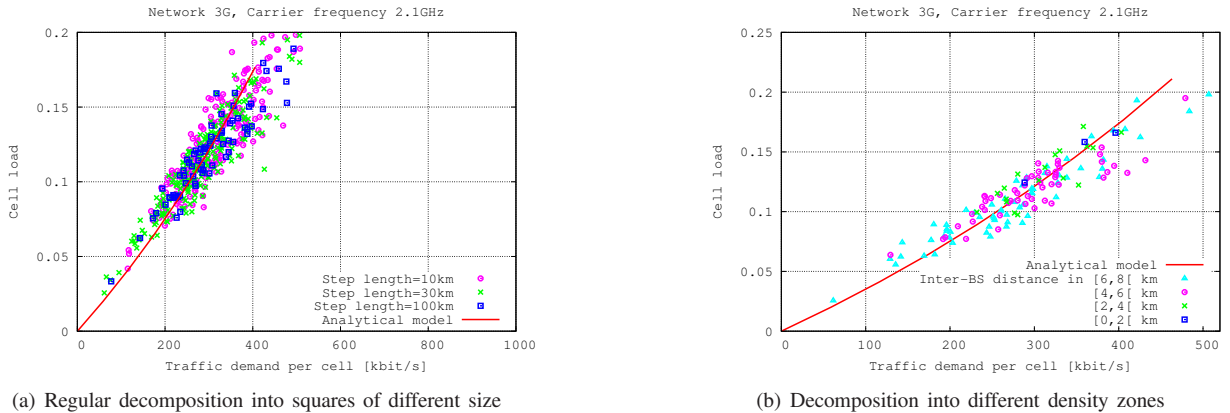 Network 3G, Carrier frequency 2.1GHz
0.2
0.15
0.1
0.05
0
Cell load
Step length=10km
Step length=30km
Step length=100km
Analytical model
0 200 400 600 800 1000
Traffic demand per cell [kbit/s]
(a) Regular decomposition into squares of different size
Network 3G, Carrier frequency 2.1GHz
0.25
0.2
0.15
0.1
0.05
0
Cell load
Analytical model
Inter-BS distance in [6,8[ km
[4,6[ km
[2,4[ km
[0,2[ km
0 100 200 300 400 500
Traffic demand per cell [kbit/s]
(b) Decomposition into different density zones